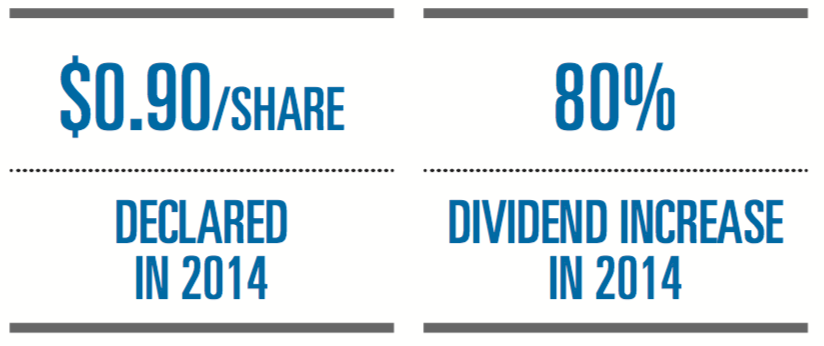 $0.90/SHARE
DECLARED
IN 2014
80%
DIVIDEND INCREASE
IN 2014